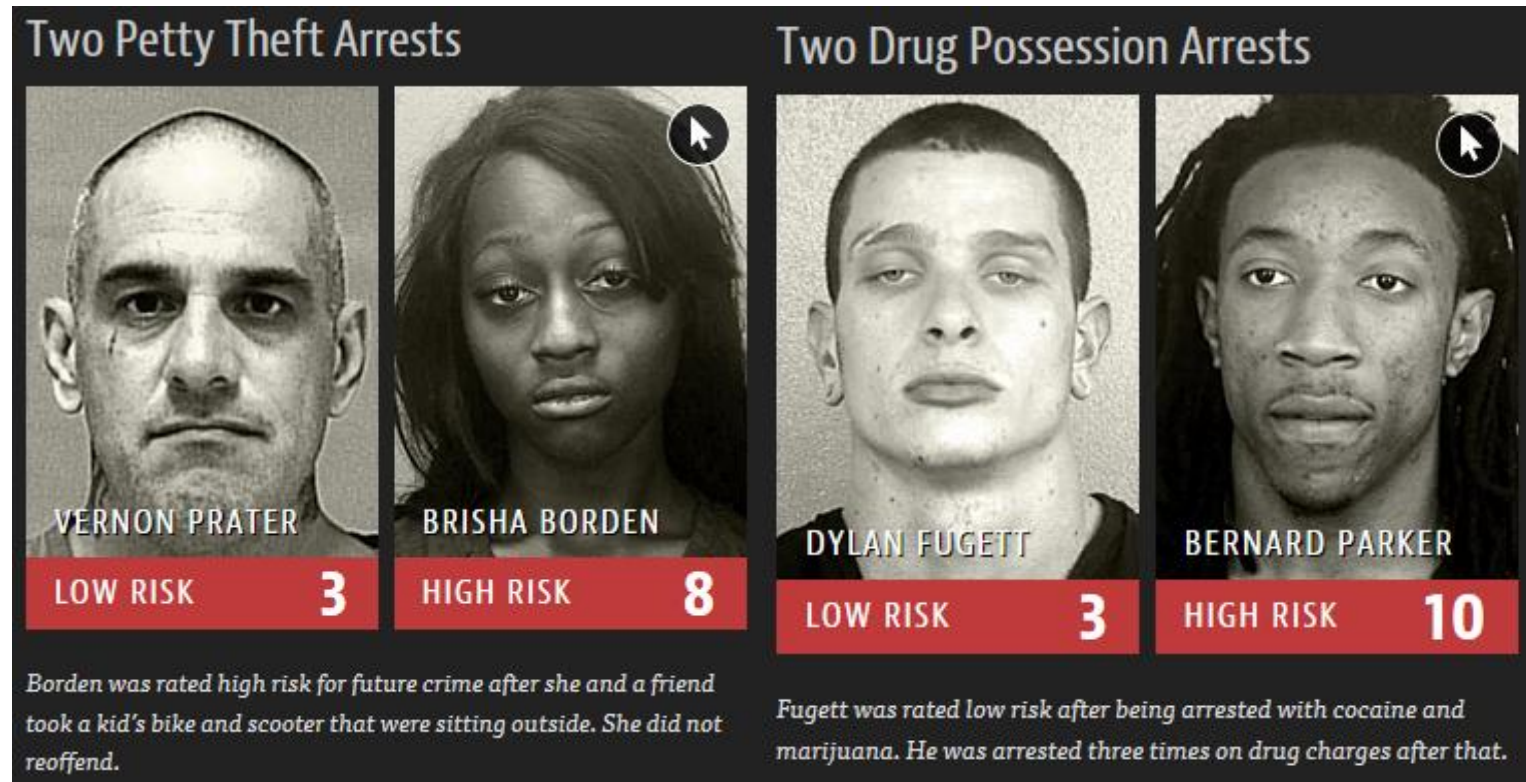 Two Petty Theft Arrests
VERNON PRATER
LOW RISK 3
BRISHA BORDEN
HIGH RISK 8
Borden was rated high risk for future crime after she and a friend
took a kid’s bike and scooter that were sitting outside. She did not
reoffend.
Two Drug Possession Arrests
DYLAN FUGETT
LOW RISK 3
BERNARD PARKER
HIGH RISK 10
Fugett was rated low risk after being arrested with cocaine and
marijuana. He was arrested three times on drug charges after that.